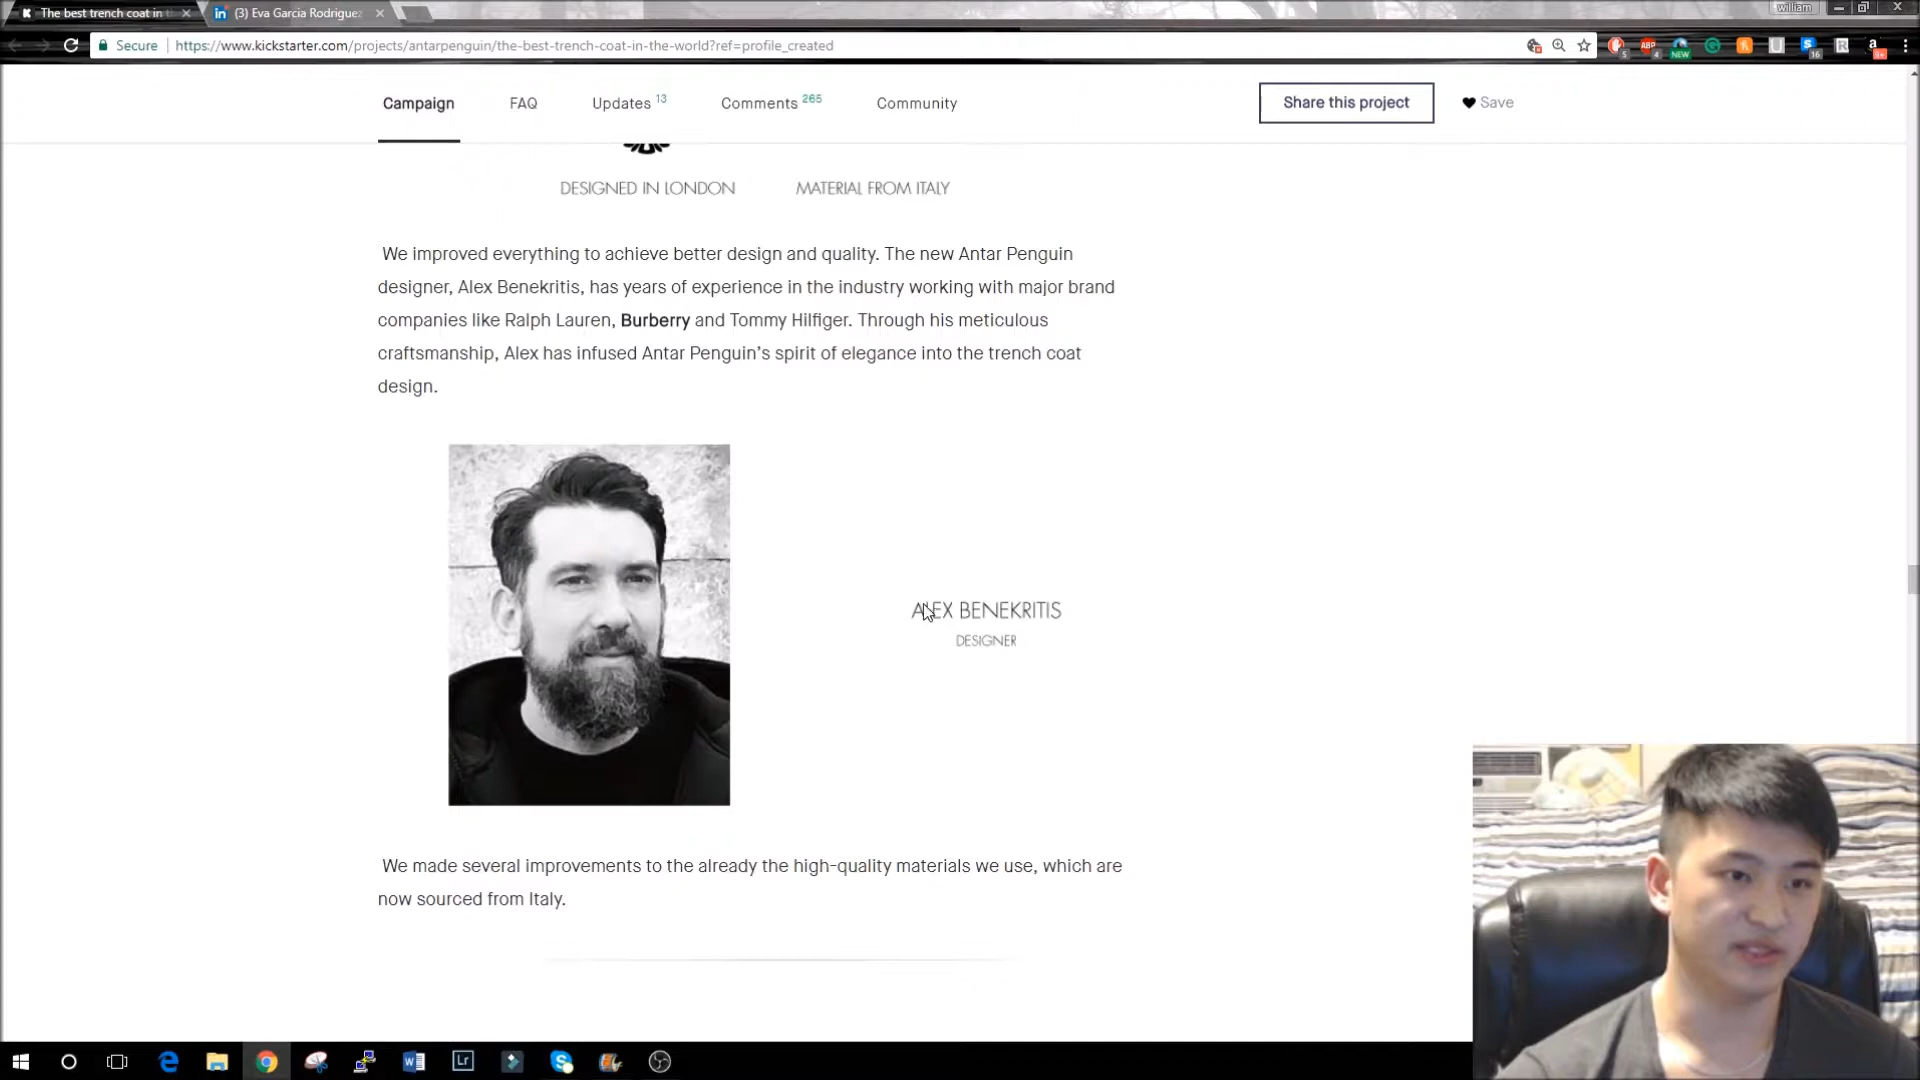 The best trench coat in t
(3) Eva Garcia Rodrigue
william
Secure
https://www.kickstarter.com/projects/antarpenguin/the-best-trench-coat-in-the-world?ref=profile_created
Campaign
FAQ
Updates 13
Comments 265
Community
Share this project
Save
DESIGNED IN LONDON
MATERIAL FROM ITALY
We improved everything to achieve better design and quality. The new Antar Penguin
designer, Alex Benekritis, has years of experience in the industry working with major brand
companies like Ralph Lauren, Burberry and Tommy Hilfiger. Through his meticulous
craftsmanship, Alex has infused Antar Penguin’s spirit of elegance into the trench coat
design.
ALEX BENEKRITIS
DESIGNER
We made several improvements to the already the high-quality materials we use, which are
now sourced from Italy.